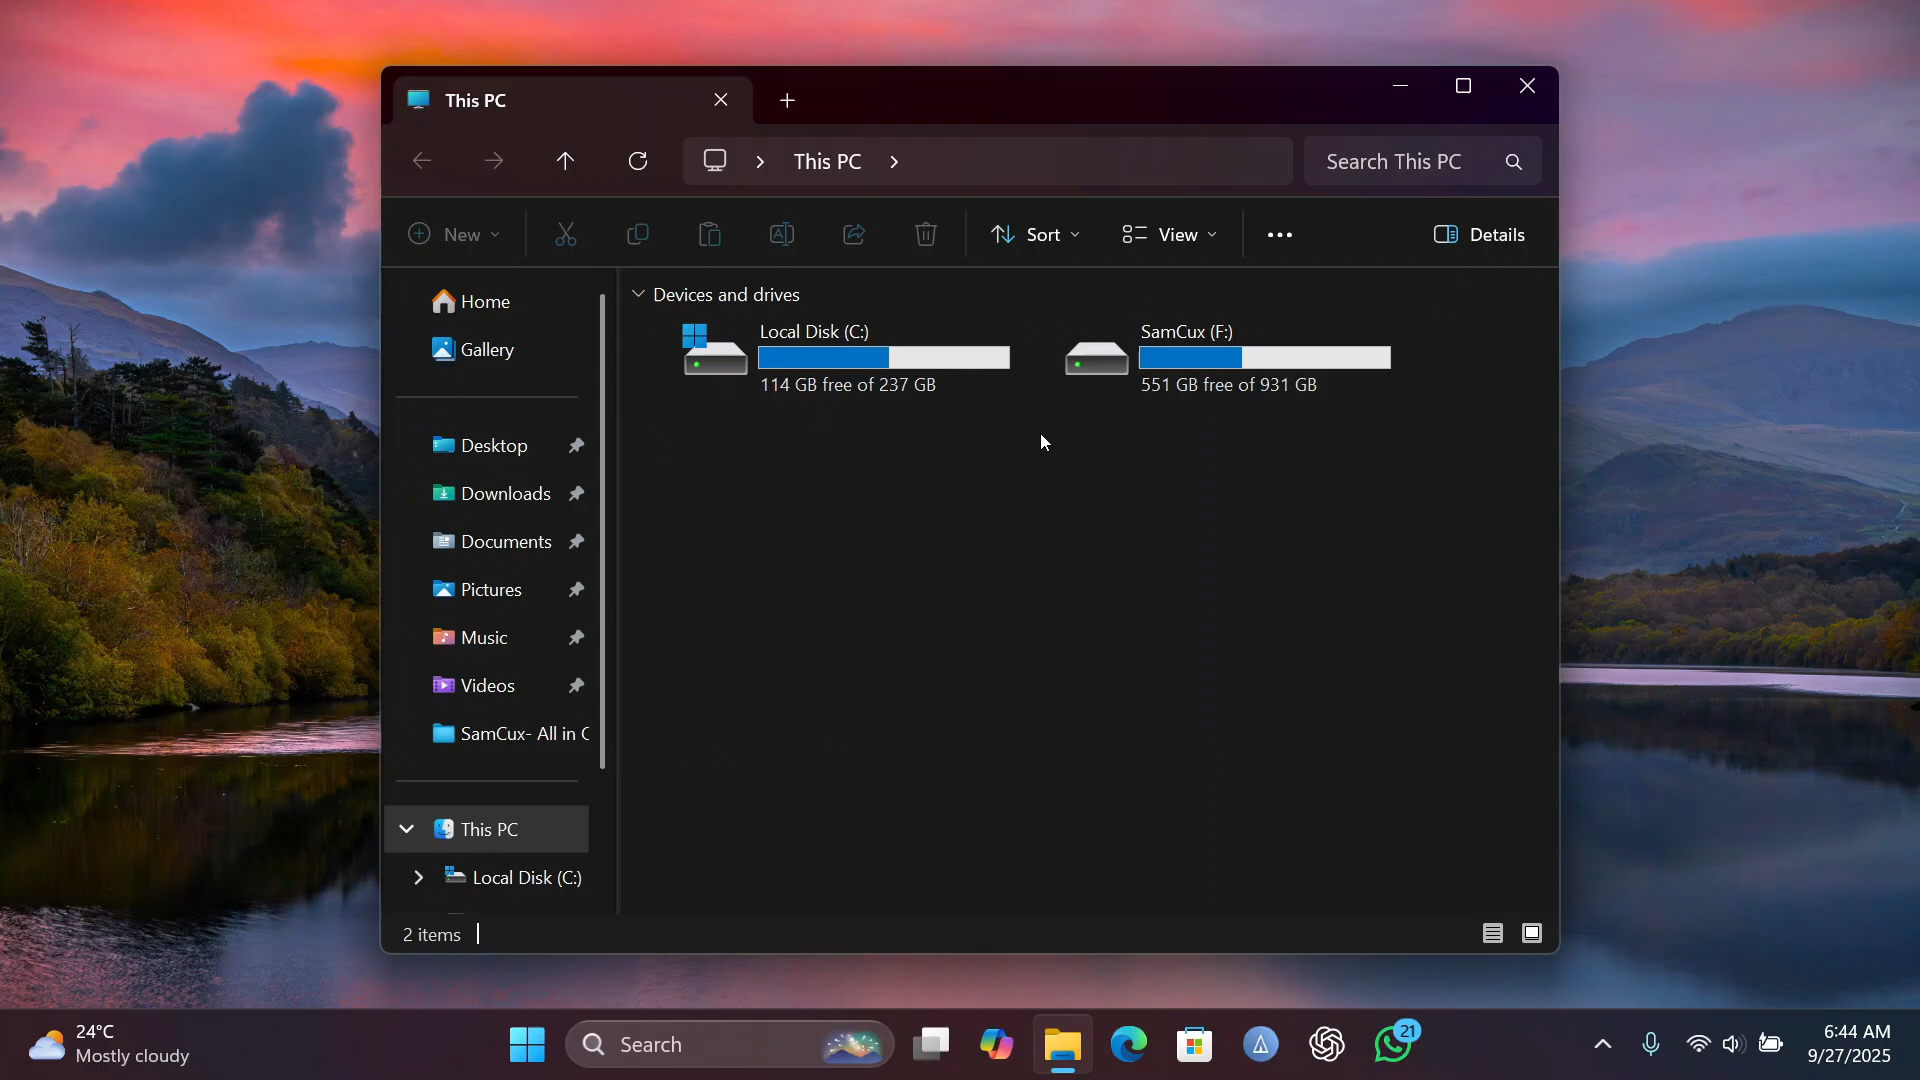 This PC
This PC
Search This PC
New
Sort
View
Details
Home
Gallery
Desktop
Downloads
Documents
Pictures
Music
Videos
SamCux- All in
This PC
Local Disk (C:)
Devices and drives
Local Disk (C:)
114 GB free of 237 GB
SamCux (F:)
551 GB free of 931 GB
2 items
24°C
Mostly cloudy
Search
21
6:44 AM
9/27/2025